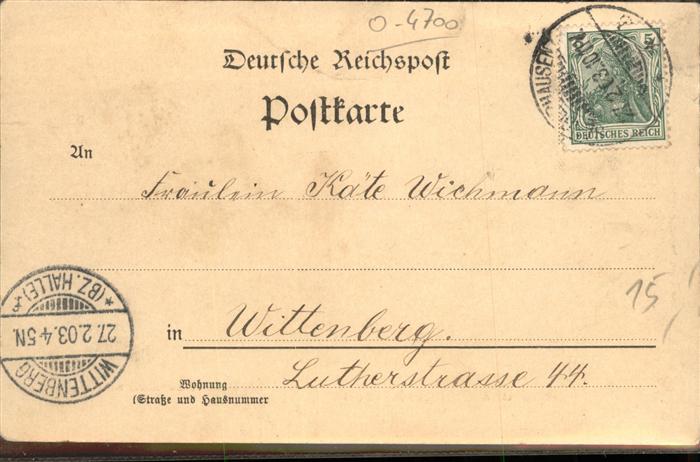 O-4700
Deutsche Reichspost
Postkarte
5
DEUTSCHES REICH
HAUSEN
An
Fräulein Käte Wichmann
15
in Wittenberg.
Wohnung
(Straße und Hausnummer
Lutherstrasse 44.
WITTENBERG
27.2.03.4-5N.
* (BZ. HALLE) *